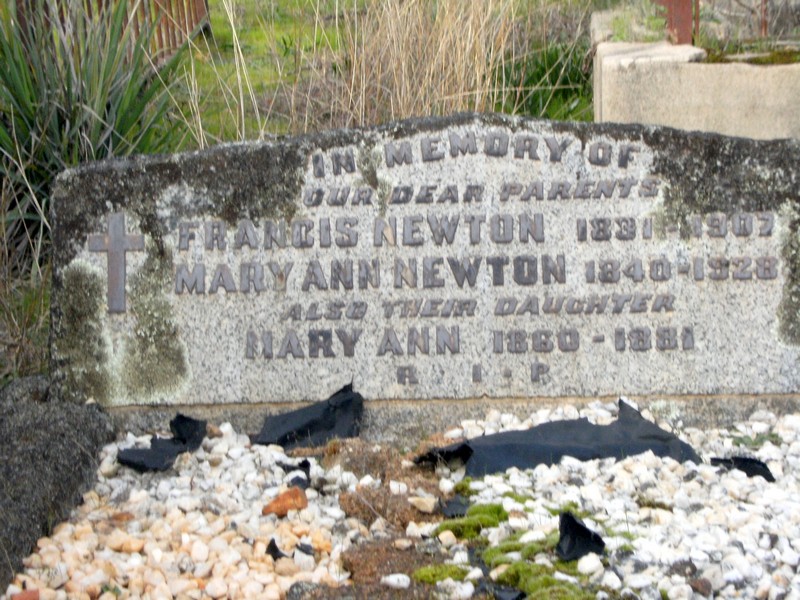 IN MEMORY OF
OUR DEAR PARENTS
FRANCIS NEWTON 1831 - 1907
MARY ANN NEWTON 1840 - 1928
ALSO THEIR DAUGHTER
MARY ANN 1860 - 1881
R. I. P.